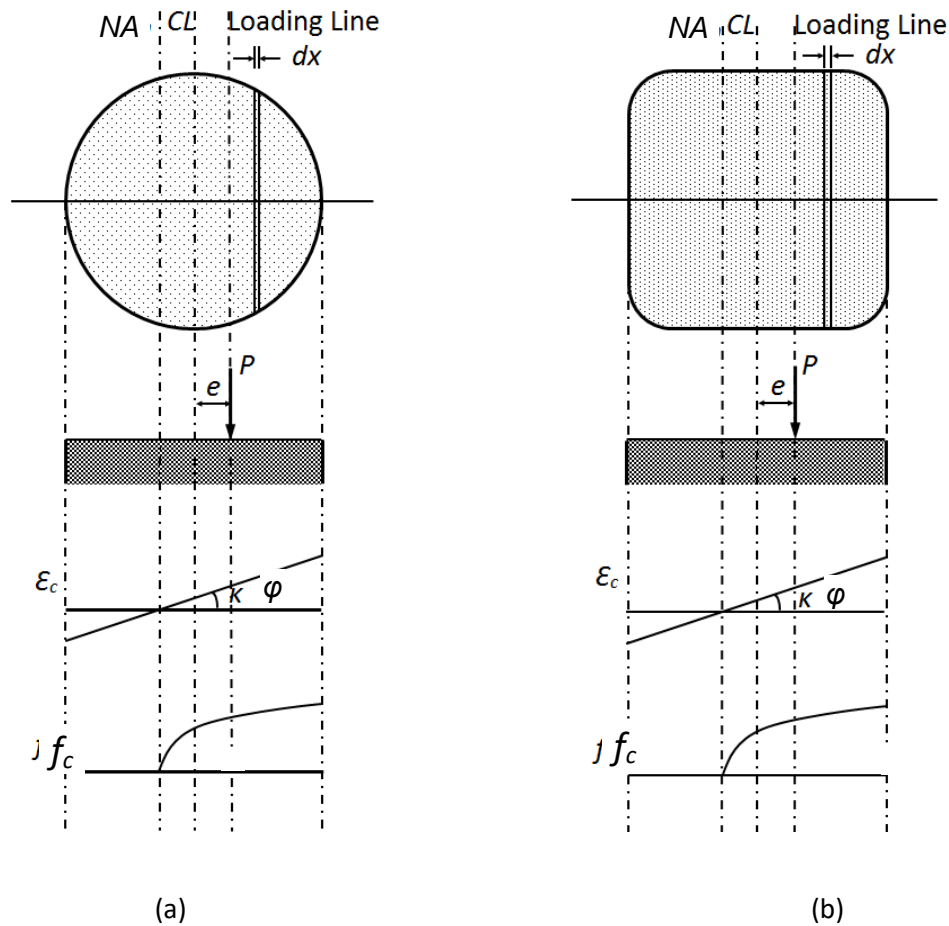 NA CL Loading Line
dx
P
e
εc
κ φ
fc
(a)
NA CL Loading Line
dx
P
e
εc
κ φ
fc
(b)